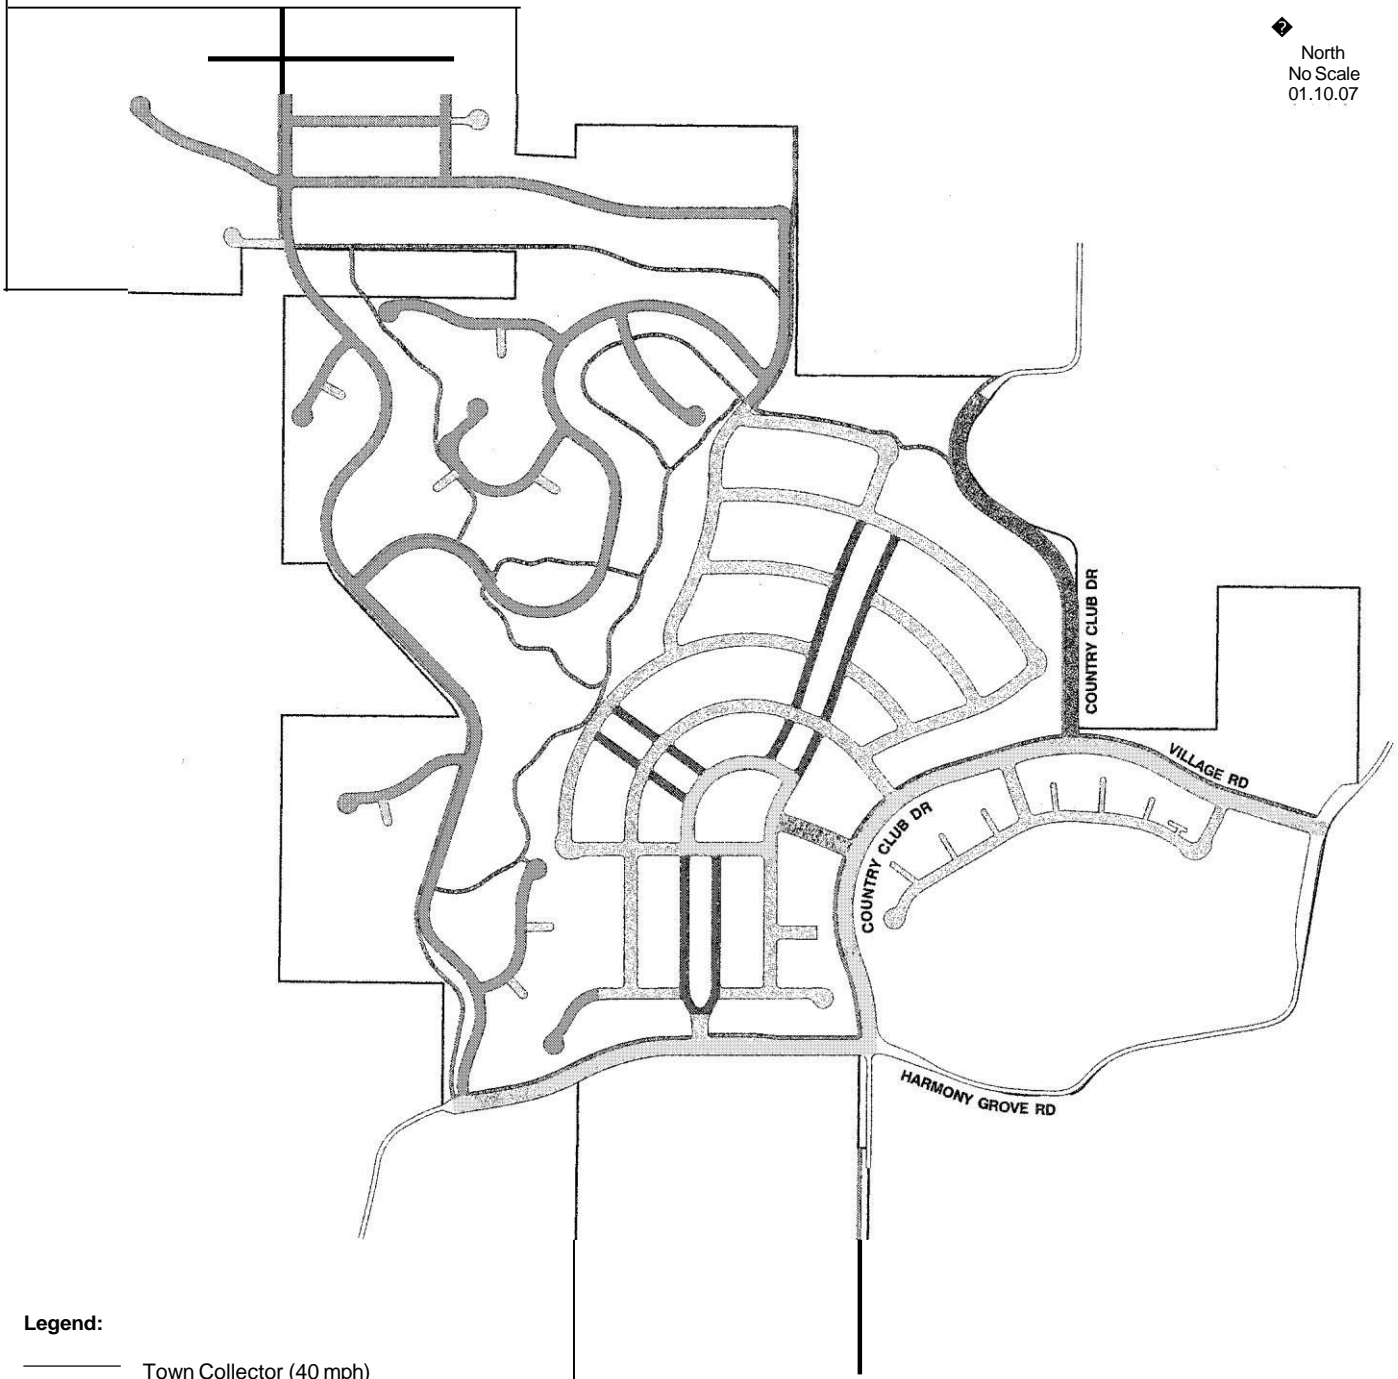 North
No Scale
01.10.07
COUNTRY CLUB DR
VILLAGE RD
COUNTRY CLUB DR
HARMONY GROVE RD
Legend:
Town Collector (40 mph)